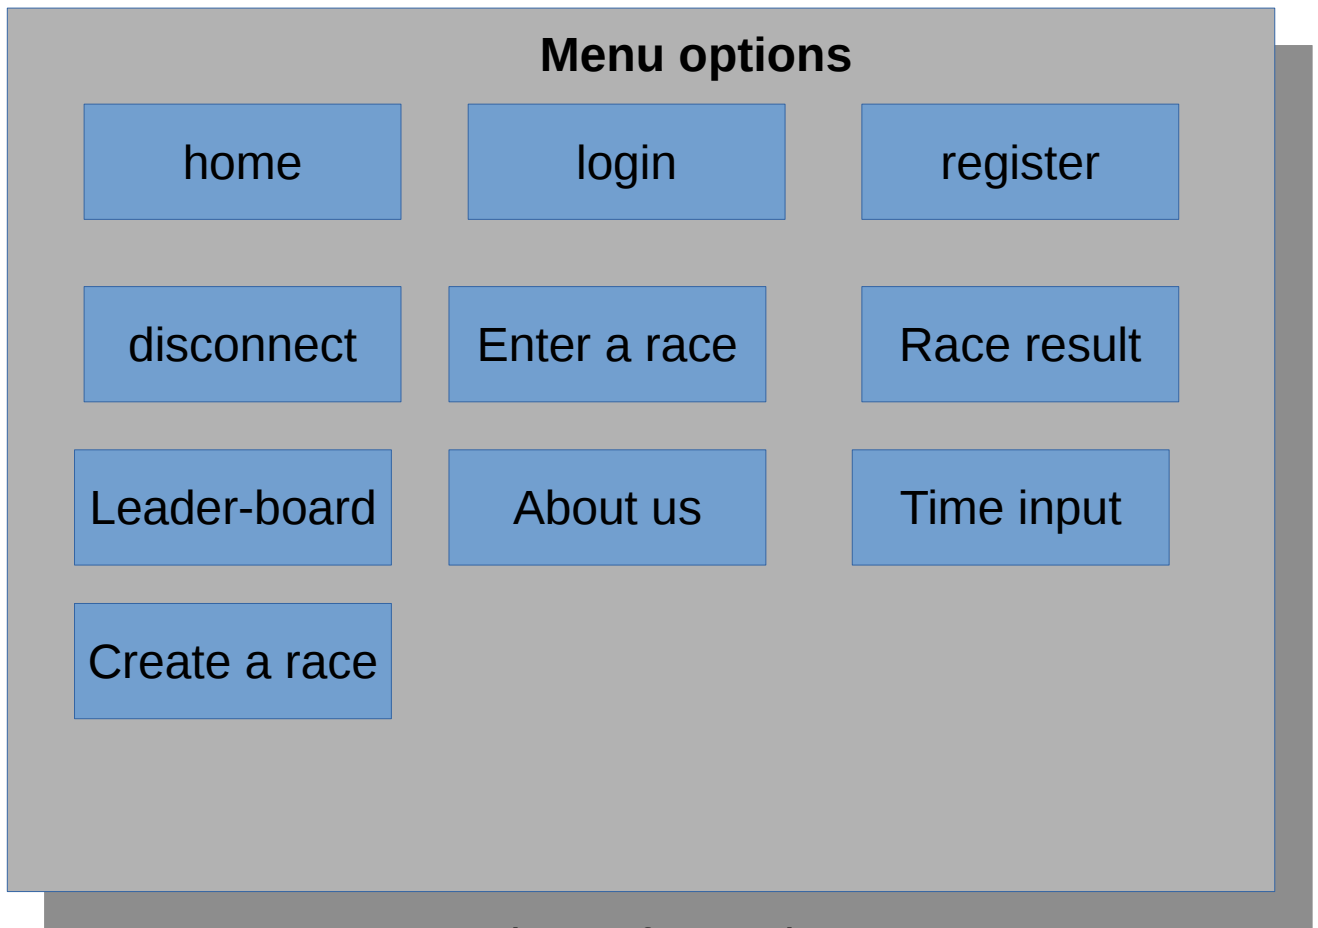 Menu options
home
login
register
disconnect
Enter a race
Race result
Leader-board
About us
Time input
Create a race